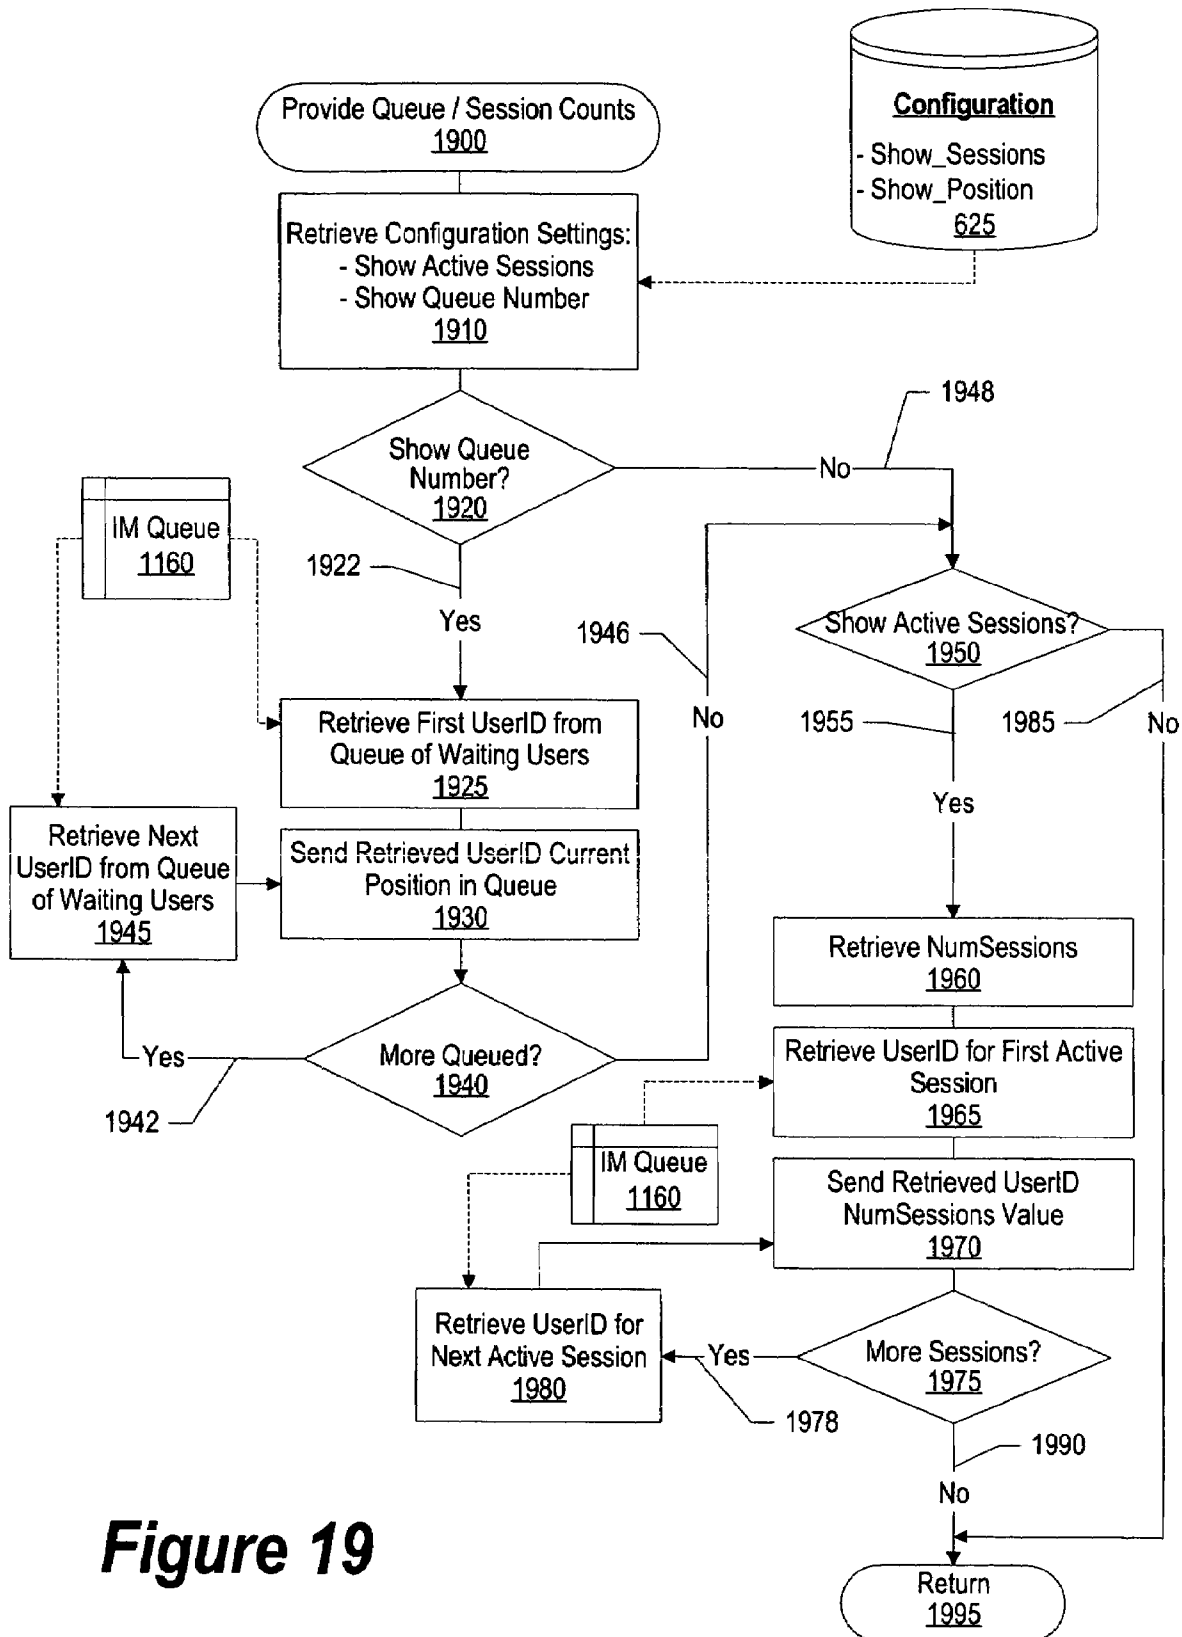 Provide Queue / Session Counts
1900
Configuration
- Show_Sessions
- Show_Position
625
Retrieve Configuration Settings:
- Show Active Sessions
- Show Queue Number
1910
1948
Show Queue
Number?
1920
No
IM Queue
1160
1922
Yes
1946
No
Show Active Sessions?
1950
1955
1985
No
Yes
Retrieve First UserID from
Queue of Waiting Users
1925
Retrieve Next
UserID from Queue
of Waiting Users
1945
Send Retrieved UserID Current
Position in Queue
1930
Retrieve NumSessions
1960
More Queued?
1940
Yes
1942
Retrieve UserID for First Active
Session
1965
IM Queue
1160
Send Retrieved UserID
NumSessions Value
1970
Retrieve UserID for
Next Active Session
1980
Yes
More Sessions?
1975
1978
1990
No
Figure 19
Return
1995